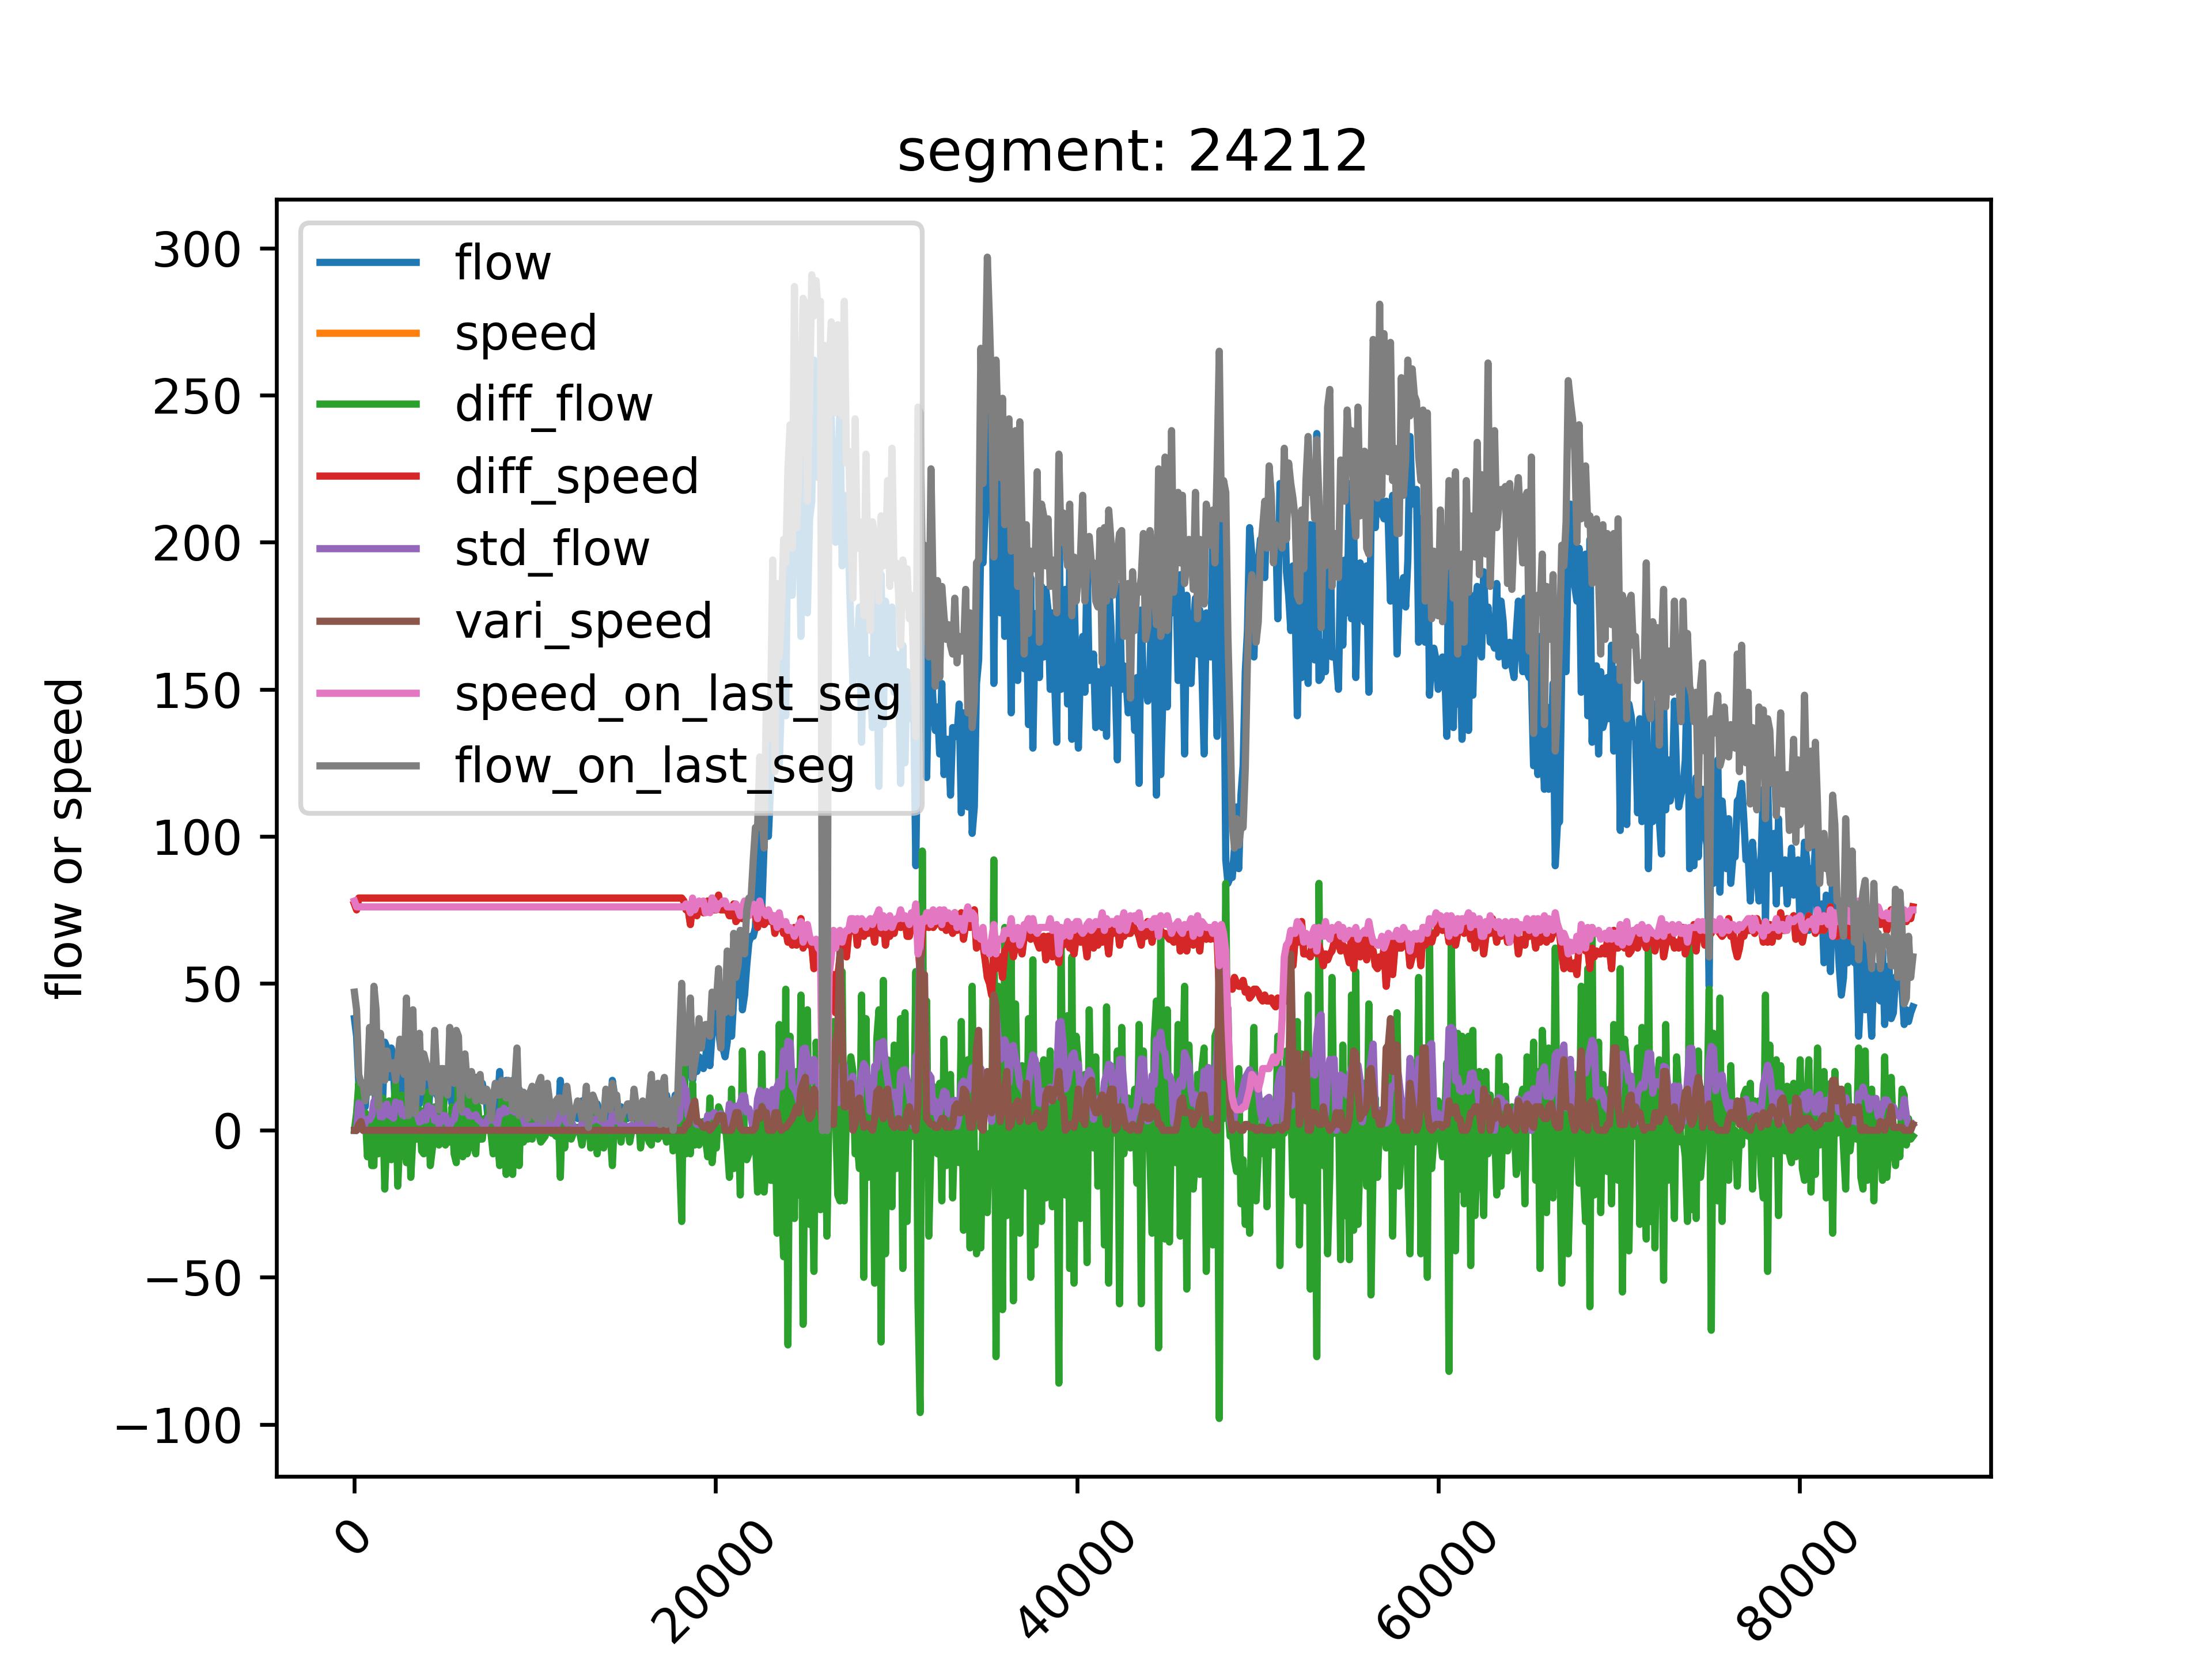 segment: 24212
flow or speed
300
250
200
150
100
50
0
−50
−100
flow
speed
diff_flow
diff_speed
std_flow
vari_speed
speed_on_last_seg
flow_on_last_seg
0
20000
40000
60000
80000